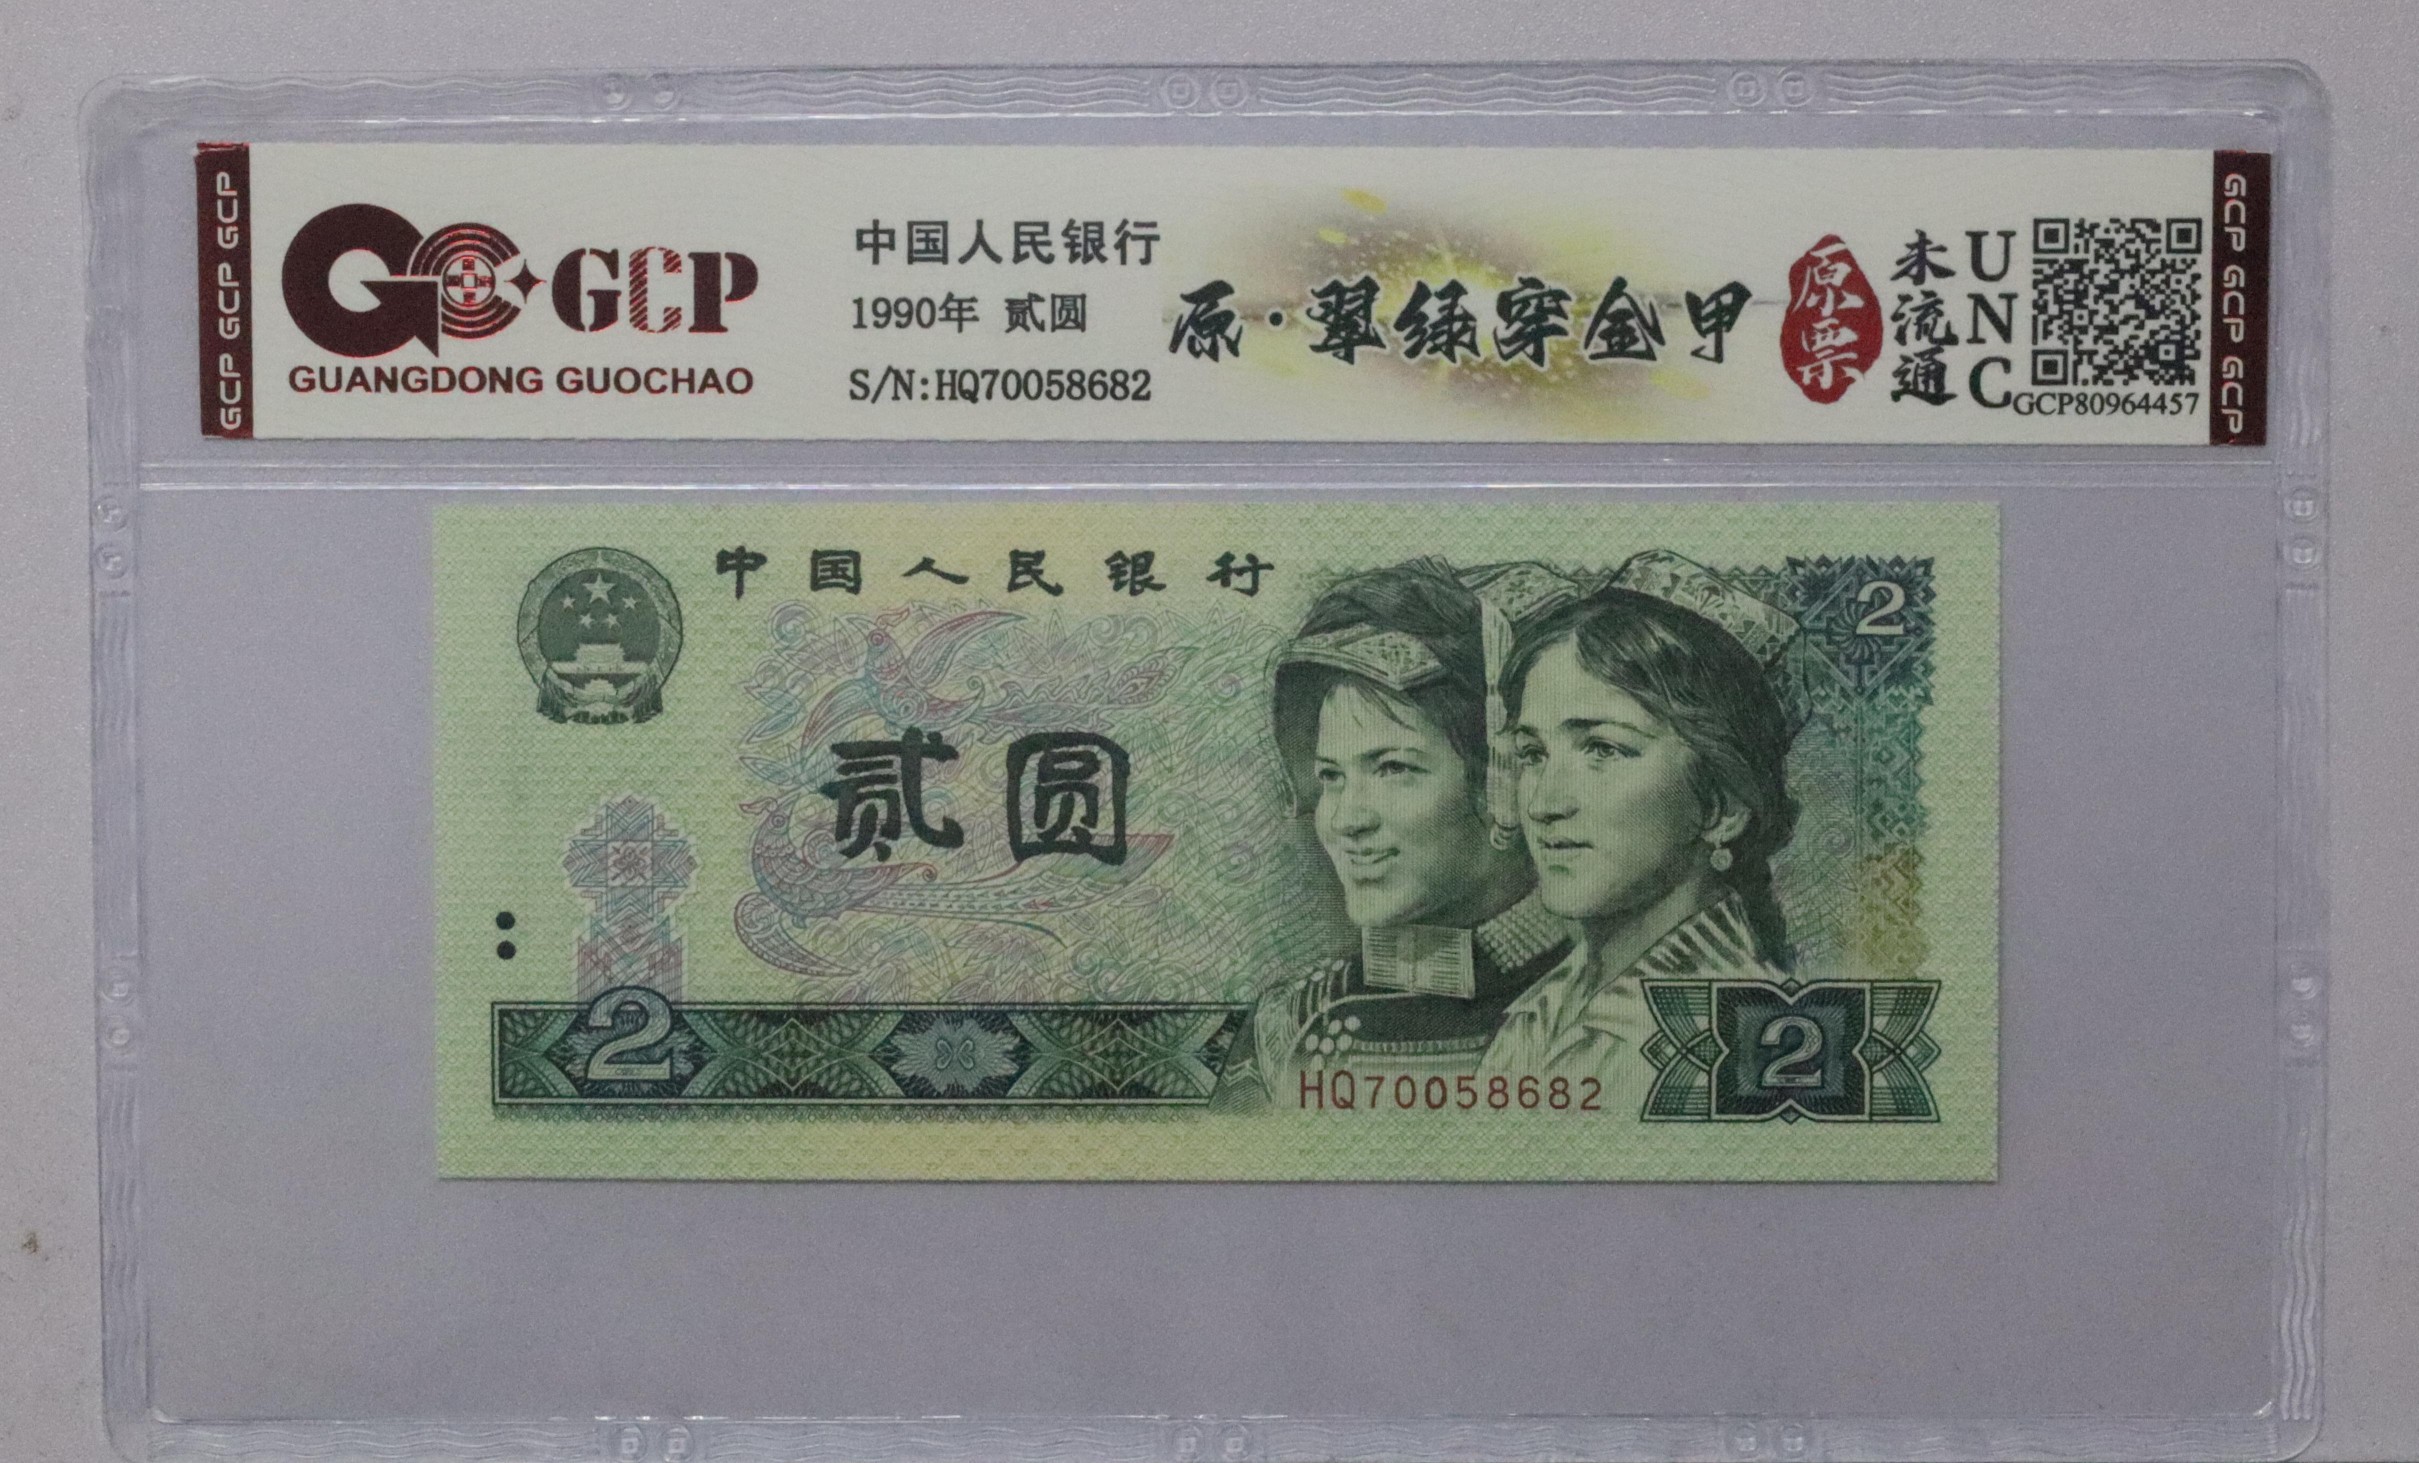 GCP GCP GCP
GCP
GUANGDONG GUOCHAO
中国人民银行
1990年 贰圆
S/N:HQ70058682
原·翠绿穿金甲
原票
未流通
UNC
GCP80964457
GCP GCP GCP
中国人民银行
2
贰圆
2
HQ70058682
2